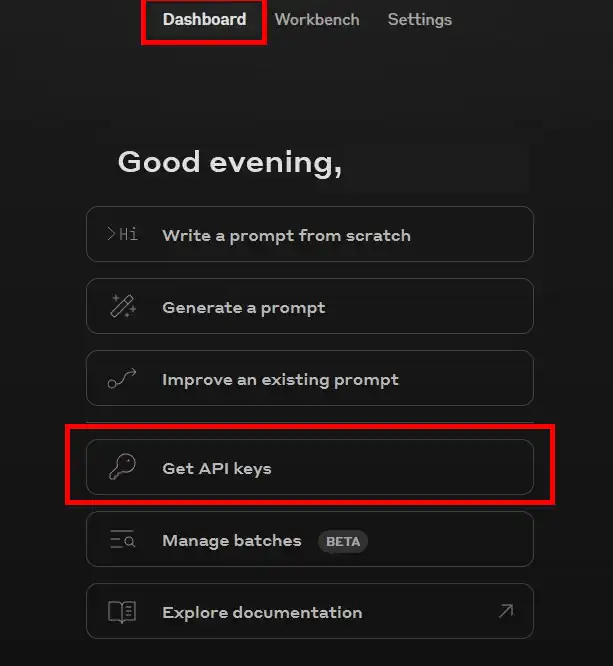 Dashboard Workbench Settings
Good evening,
>Hi Write a prompt from scratch
Generate a prompt
Improve an existing prompt
Get API keys
Manage batches BETA
Explore documentation